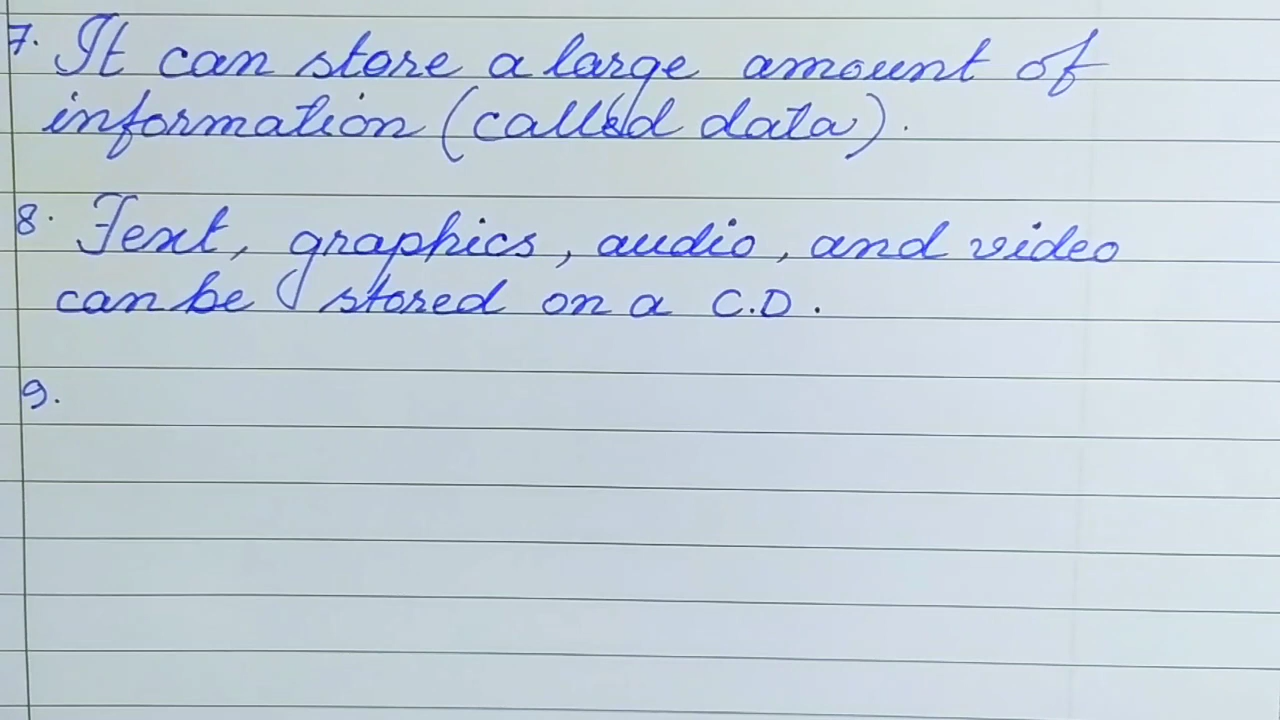 7. It can store a large amount of
information (called data).
8. Text, graphics, audio, and video
can be stored on a C.D.
9.